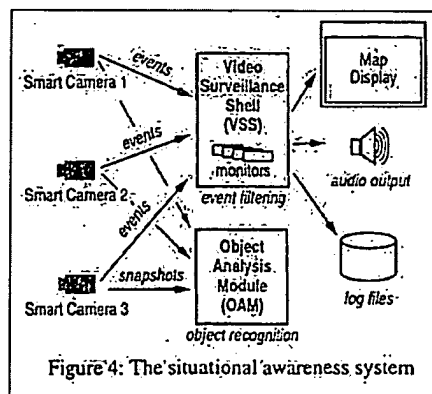 events
Smart Camera 1
Video
Surveillance
Shell
(VSS)
Map
Display
events
monitors
Smart Camera 2
event filtering
audio output
events
Object
Analysis
Module
(OAM)
snapshots
Smart Camera 3
log files
object recognition
Figure 4: The situational awareness system